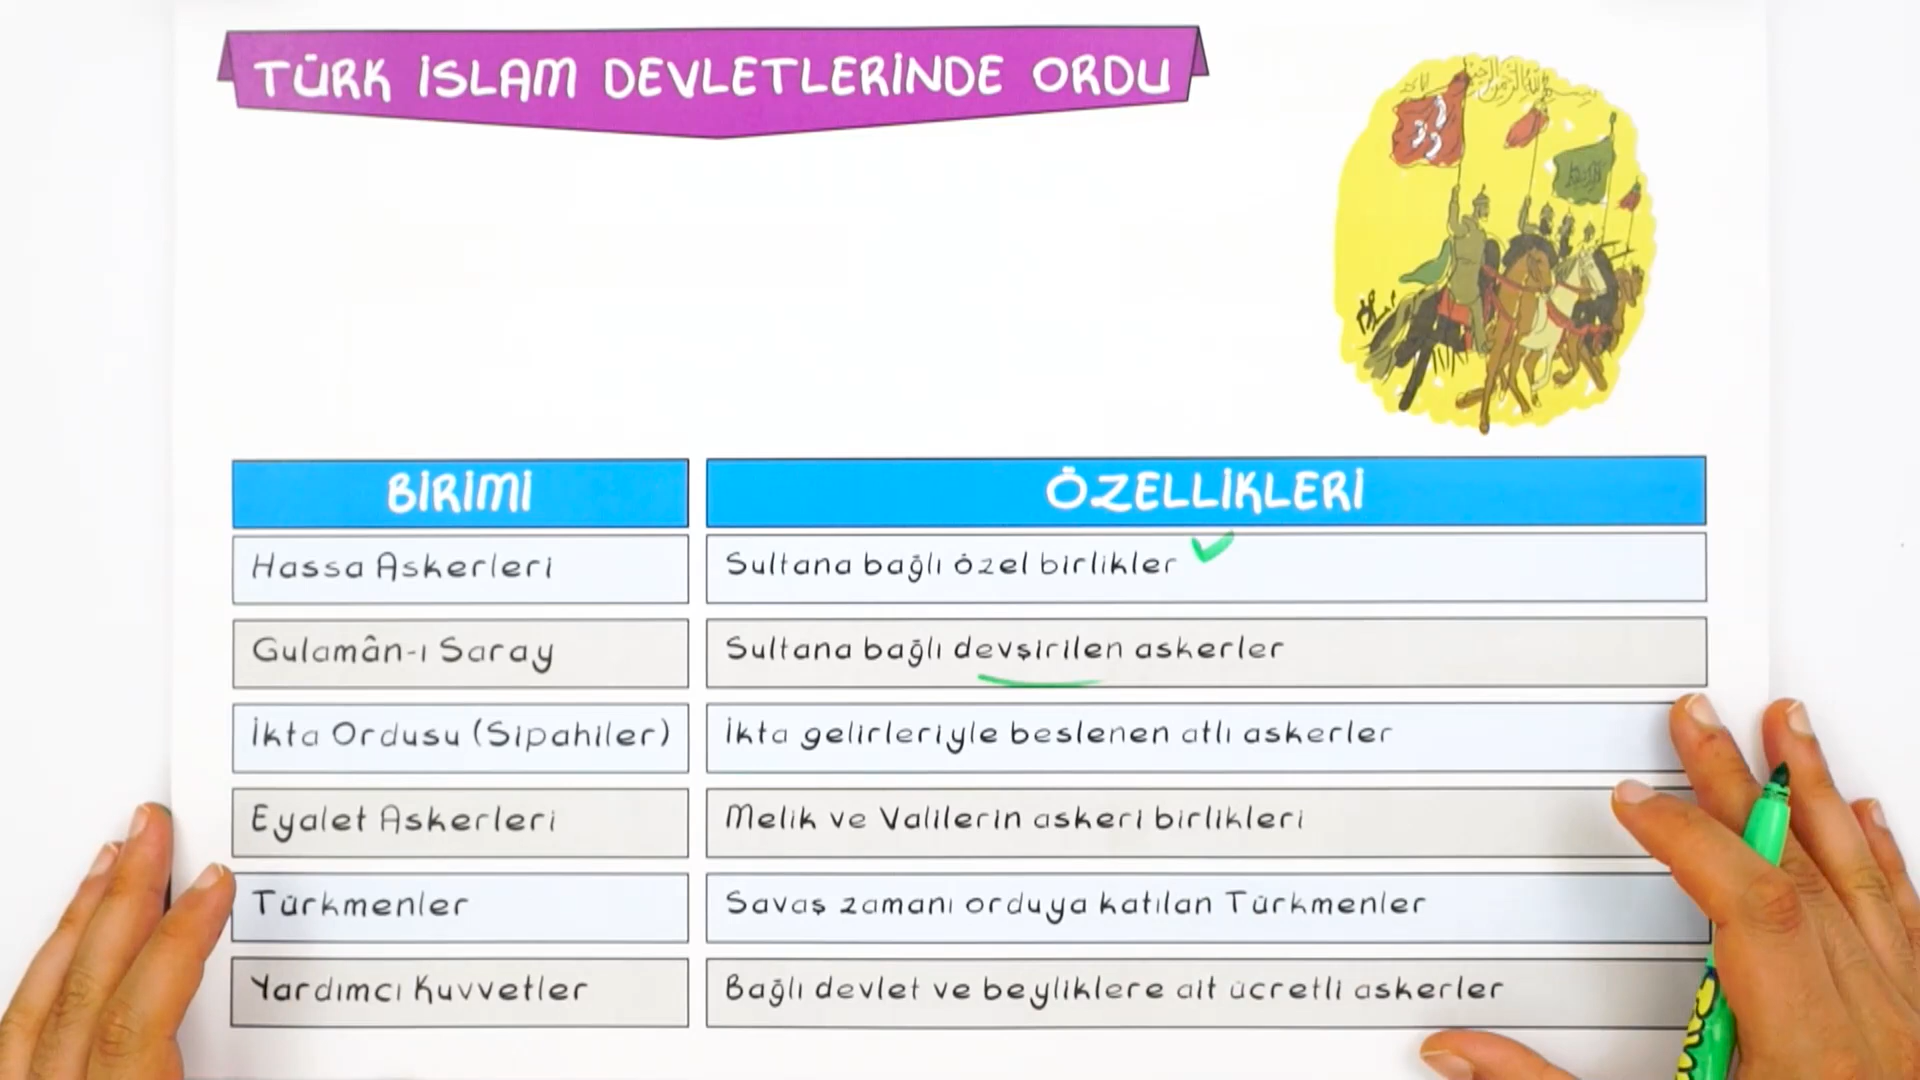 TÜRK İSLAM DEVLETLERİNDE ORDU
BİRİMİ ÖZELLİKLERİ
Hassa Askerleri Sultana bağlı özel birlikler
Gulamân-ı Saray Sultana bağlı devşirilen askerler
İkta Ordusu (Sipahiler) İkta gelirleriyle beslenen atlı askerler
Eyalet Askerleri Melik ve Valilerin askeri birlikleri
Türkmenler Savaş zamanı orduya katılan Türkmenler
Yardımcı Kuvvetler Bağlı devlet ve beyliklere ait ücretli askerler